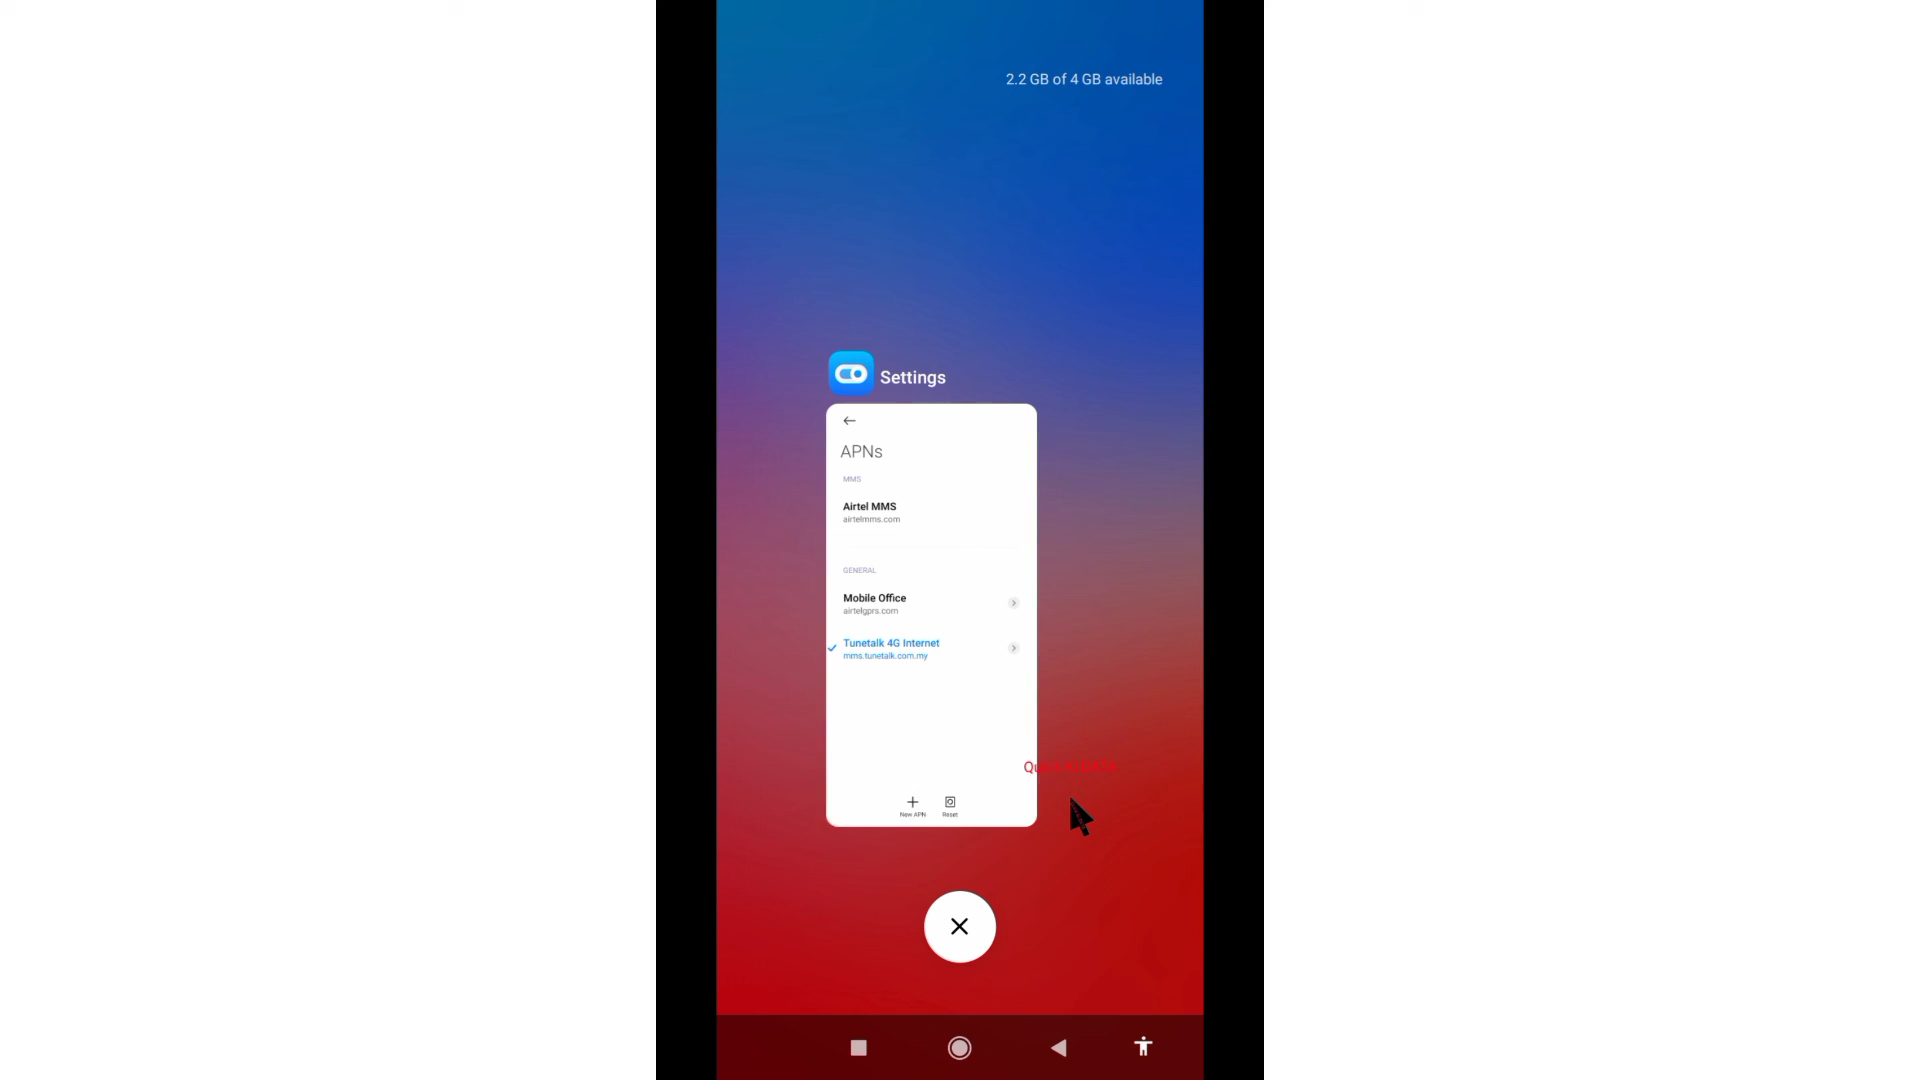 2.2 GB of 4 GB available
Settings
APNs
MMS
Airtel MMS
airtelmms.com
GENERAL
Mobile Office
airtelgprs.com
Tunetalk 4G Internet
mms.tunetalk.com.my
New APN
Reset